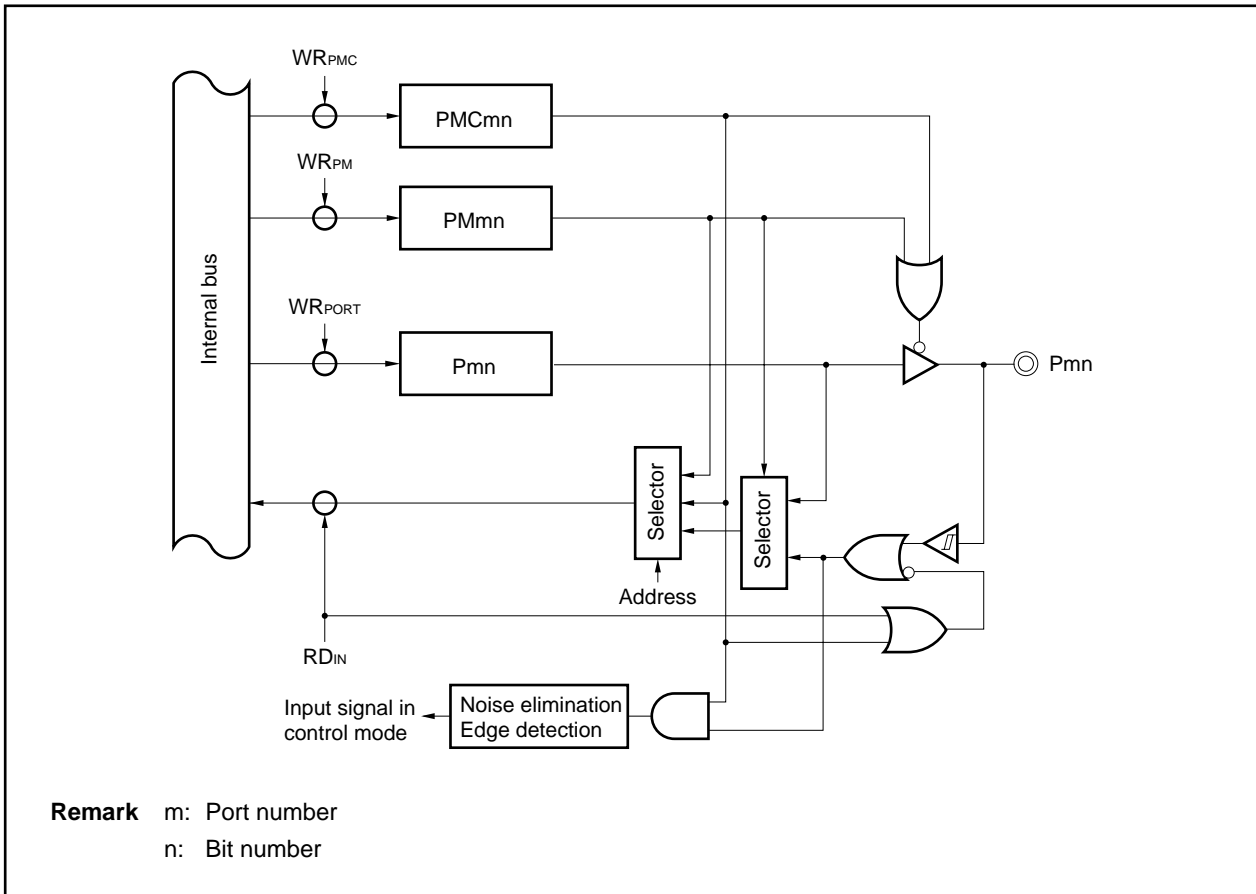 WRPMC
PMCmn
WRPM
PMmn
Internal bus
WRPORT
Pmn
Pmn
Selector
Selector
Address
RDIN
Input signal in
control mode
Noise elimination
Edge detection
Remark m: Port number
n: Bit number